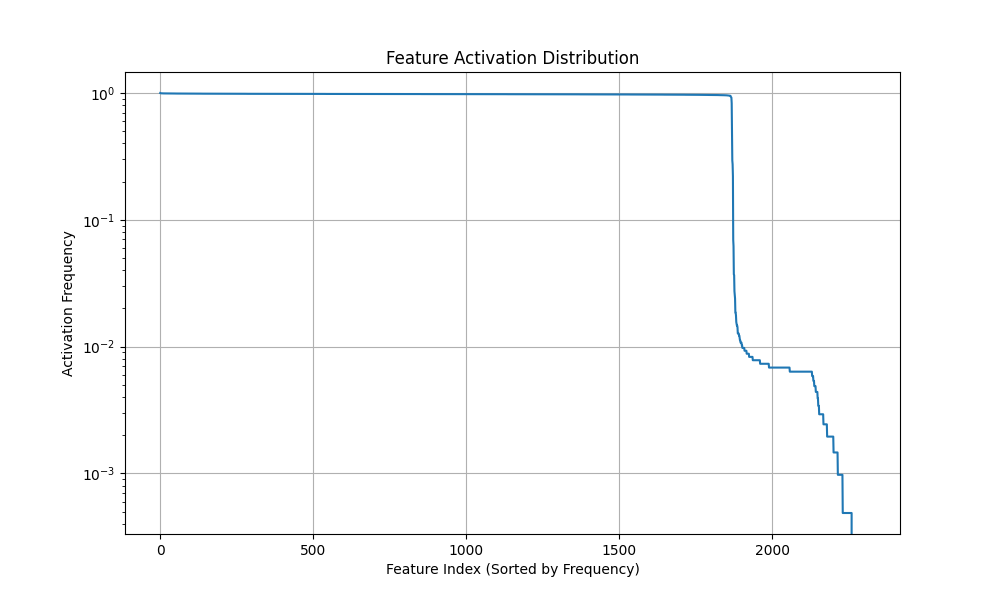 Feature Activation Distribution
Activation Frequency
10⁰
10⁻¹
10⁻²
10⁻³
0 500 1000 1500 2000
Feature Index (Sorted by Frequency)